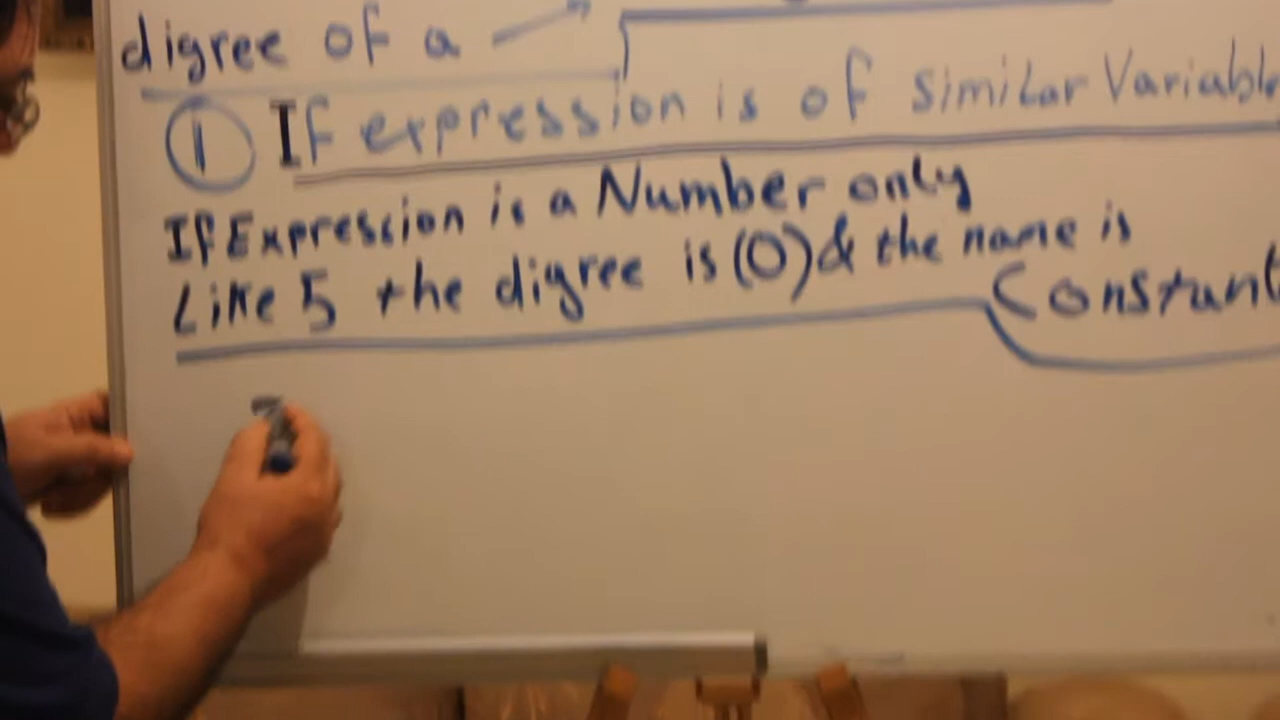 digree of a
① If expression is of similar Variable
If Expression is a Number only
Like 5 the digree is (0) & the name is
Constant